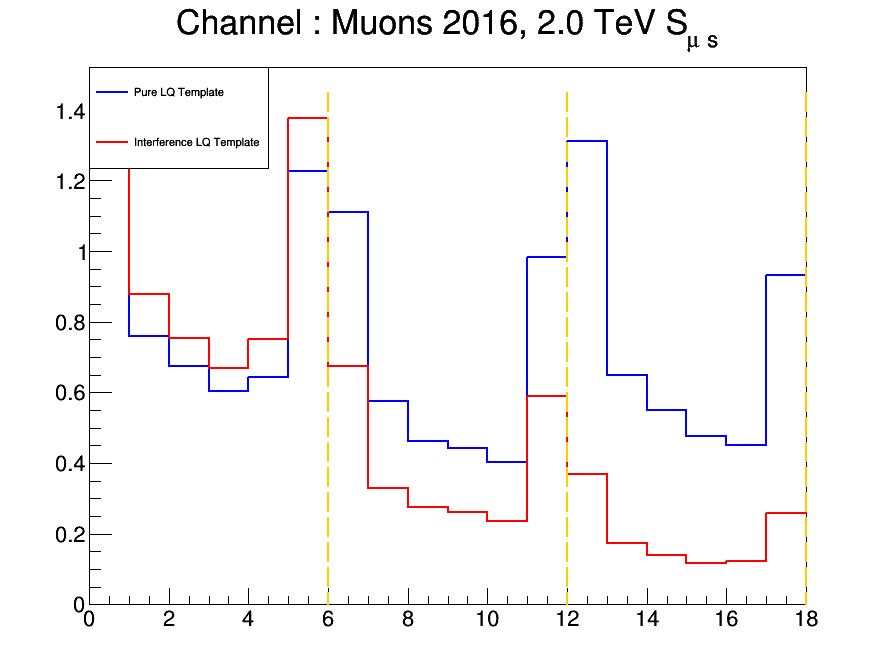 Channel : Muons 2016, 2.0 TeV S_μ s
Pure LQ Template
Interference LQ Template
1.4
1.2
1
0.8
0.6
0.4
0.2
0
0 2 4 6 8 10 12 14 16 18